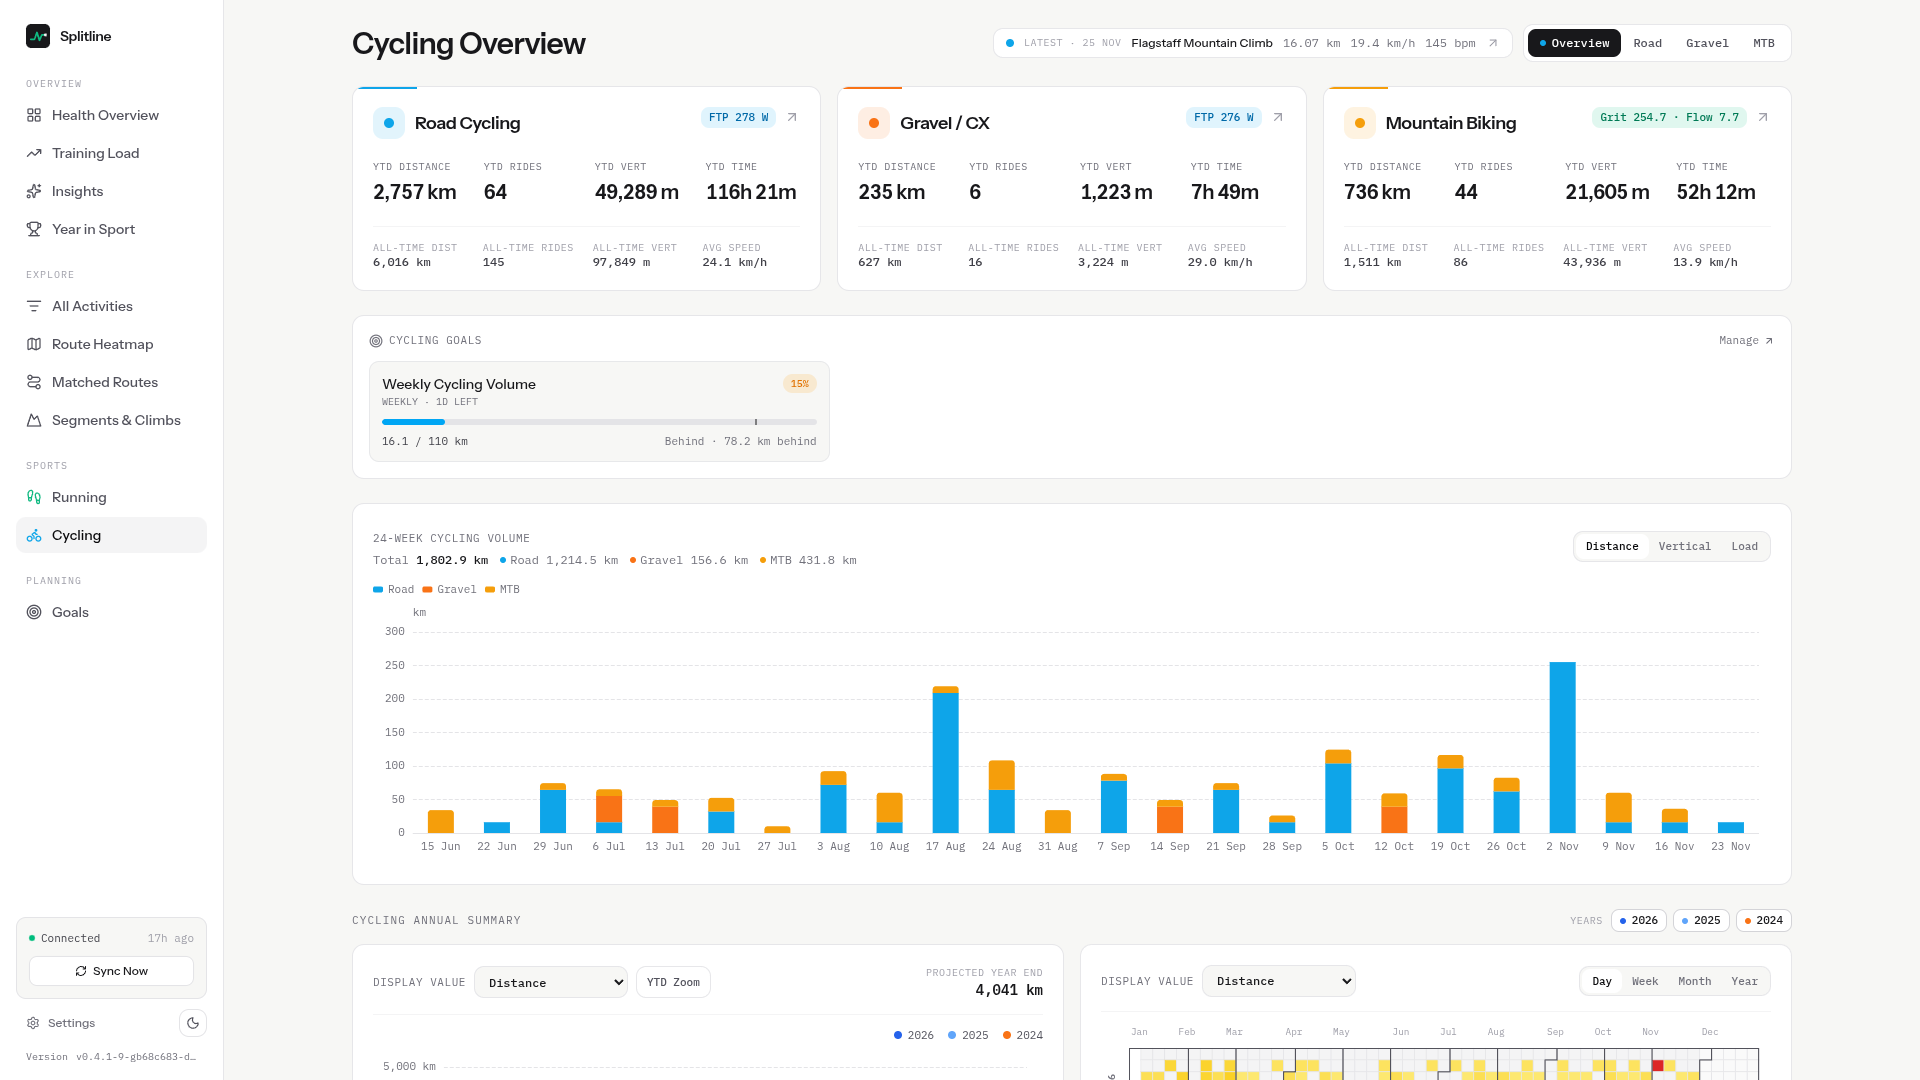 Splitline
OVERVIEW
Health Overview
Training Load
Insights
Year in Sport
EXPLORE
All Activities
Route Heatmap
Matched Routes
Segments & Climbs
SPORTS
Running
Cycling
PLANNING
Goals
Connected 17h ago
Sync Now
Settings
Version v0.4.1-9-gb68c683-d…
Cycling Overview
LATEST · 25 NOV Flagstaff Mountain Climb 16.07 km 19.4 km/h 145 bpm
Overview Road Gravel MTB
Road Cycling FTP 278 W
YTD DISTANCE YTD RIDES YTD VERT YTD TIME
2,757 km 64 49,289 m 116h 21m
ALL-TIME DIST ALL-TIME RIDES ALL-TIME VERT AVG SPEED
6,016 km 145 97,849 m 24.1 km/h
Gravel / CX FTP 276 W
YTD DISTANCE YTD RIDES YTD VERT YTD TIME
235 km 6 1,223 m 7h 49m
ALL-TIME DIST ALL-TIME RIDES ALL-TIME VERT AVG SPEED
627 km 16 3,224 m 29.0 km/h
Mountain Biking Grit 254.7 · Flow 7.7
YTD DISTANCE YTD RIDES YTD VERT YTD TIME
736 km 44 21,605 m 52h 12m
ALL-TIME DIST ALL-TIME RIDES ALL-TIME VERT AVG SPEED
1,511 km 86 43,936 m 13.9 km/h
CYCLING GOALS Manage
Weekly Cycling Volume 15%
WEEKLY · 1D LEFT
16.1 / 110 km Behind · 78.2 km behind
24-WEEK CYCLING VOLUME
Total 1,802.9 km Road 1,214.5 km Gravel 156.6 km MTB 431.8 km
Distance Vertical Load
Road Gravel MTB
km
300
250
200
150
100
50
0
15 Jun 22 Jun 29 Jun 6 Jul 13 Jul 20 Jul 27 Jul 3 Aug 10 Aug 17 Aug 24 Aug 31 Aug 7 Sep 14 Sep 21 Sep 28 Sep 5 Oct 12 Oct 19 Oct 26 Oct 2 Nov 9 Nov 16 Nov 23 Nov
CYCLING ANNUAL SUMMARY YEARS 2026 2025 2024
DISPLAY VALUE Distance YTD Zoom
PROJECTED YEAR END
4,041 km
2026 2025 2024
5,000 km
DISPLAY VALUE Distance Day Week Month Year
Jan Feb Mar Apr May Jun Jul Aug Sep Oct Nov Dec